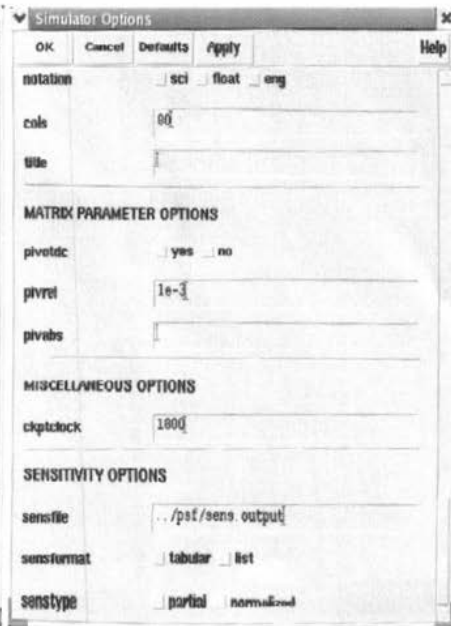 Simulator Options
OK Cancel Defaults Apply Help
notation sci float eng
cols 80
title
MATRIX PARAMETER OPTIONS
pivotdc yes no
pivrel 1e-3
pivabs
MISCELLANEOUS OPTIONS
ckptclock 1800
SENSITIVITY OPTIONS
sensfile ../psf/sens.output
sensformat tabular list
senstype partial normalized